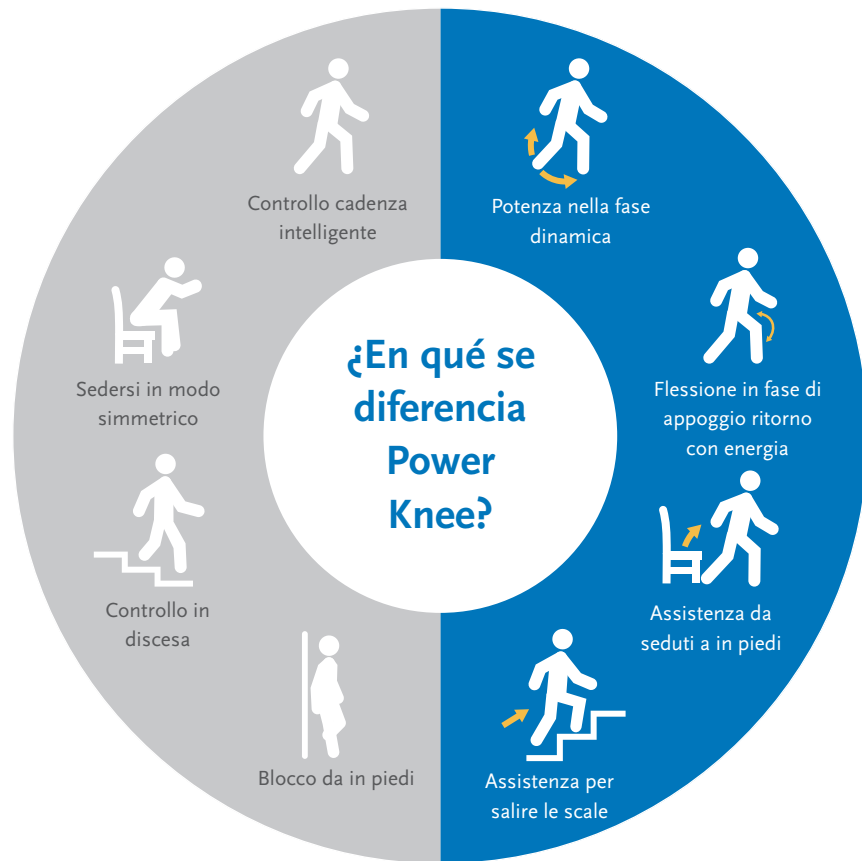 Controllo cadenza
intelligente
Potenza nella fase
dinamica
Sedersi in modo
simmetrico
¿En qué se
diferencia
Power
Knee?
Flessione in fase di
appoggio ritorno
con energia
Controllo in
discesa
Assistenza da
seduti a in piedi
Blocco da in piedi
Assistenza per
salire le scale